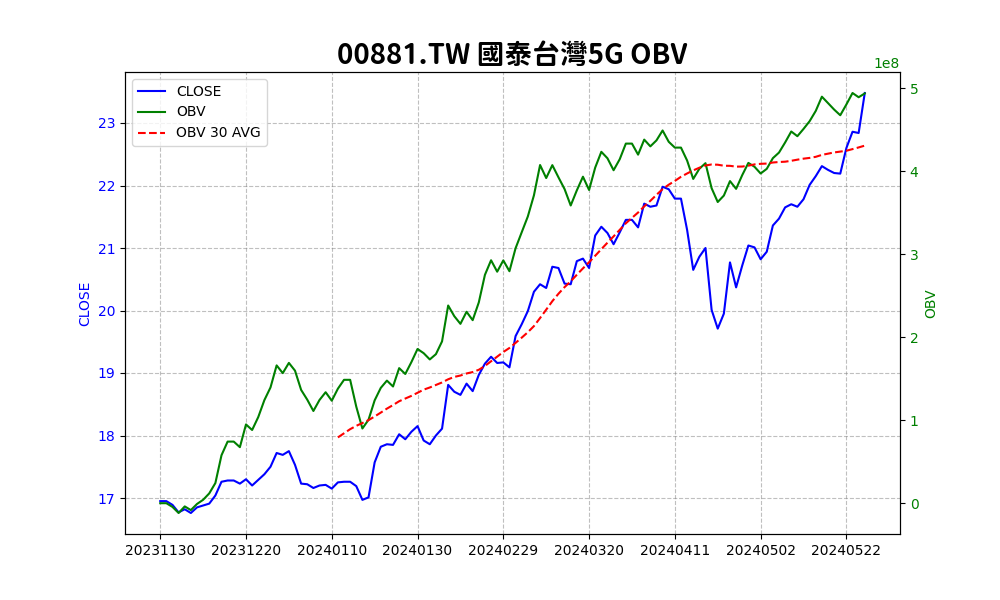 00881.TW 國泰台灣5G OBV
1e8
CLOSE
OBV
OBV 30 AVG
23
22
21
20
19
18
17
CLOSE
5
4
3
2
1
0
OBV
20231130 20231220 20240110 20240130 20240229 20240320 20240411 20240502 20240522